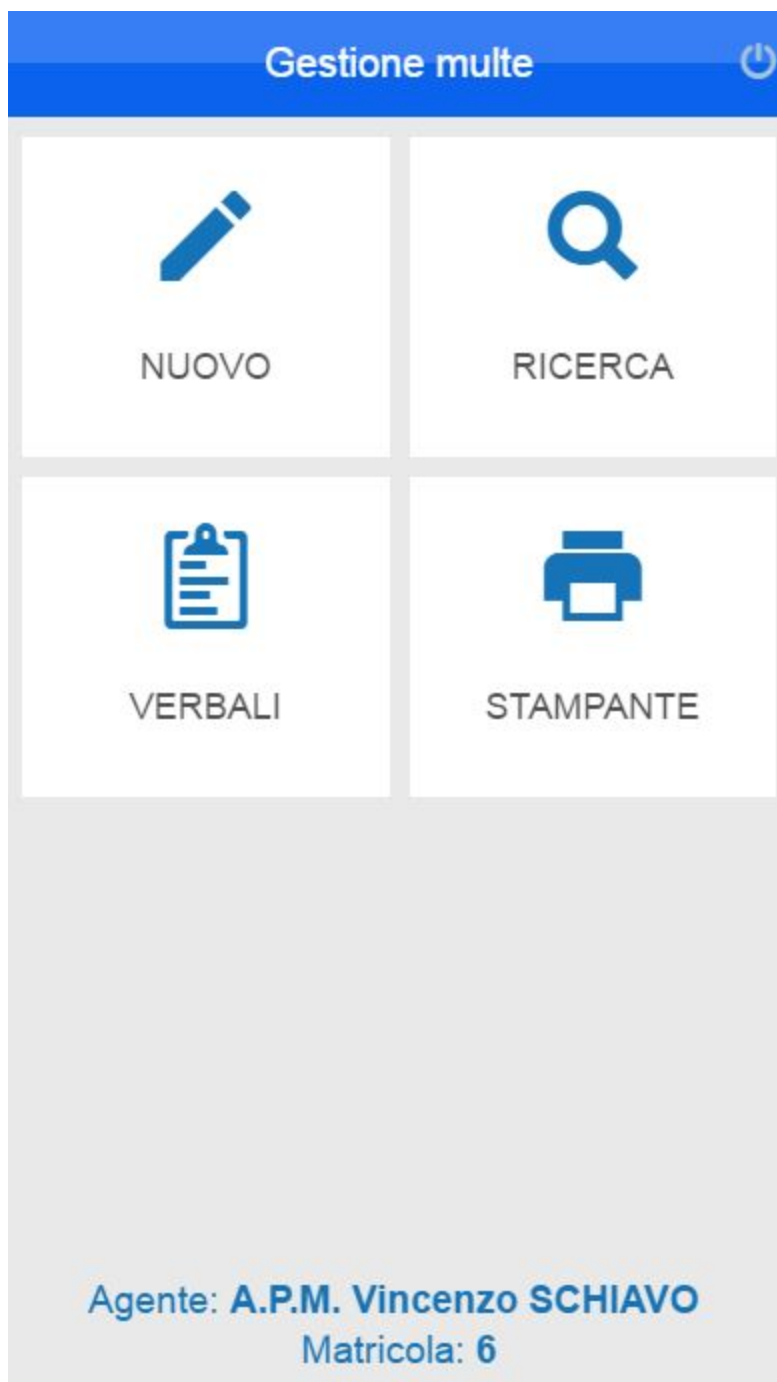 Gestione multe
NUOVO
RICERCA
VERBALI
STAMPANTE
Agente: A.P.M. Vincenzo SCHIAVO
Matricola: 6